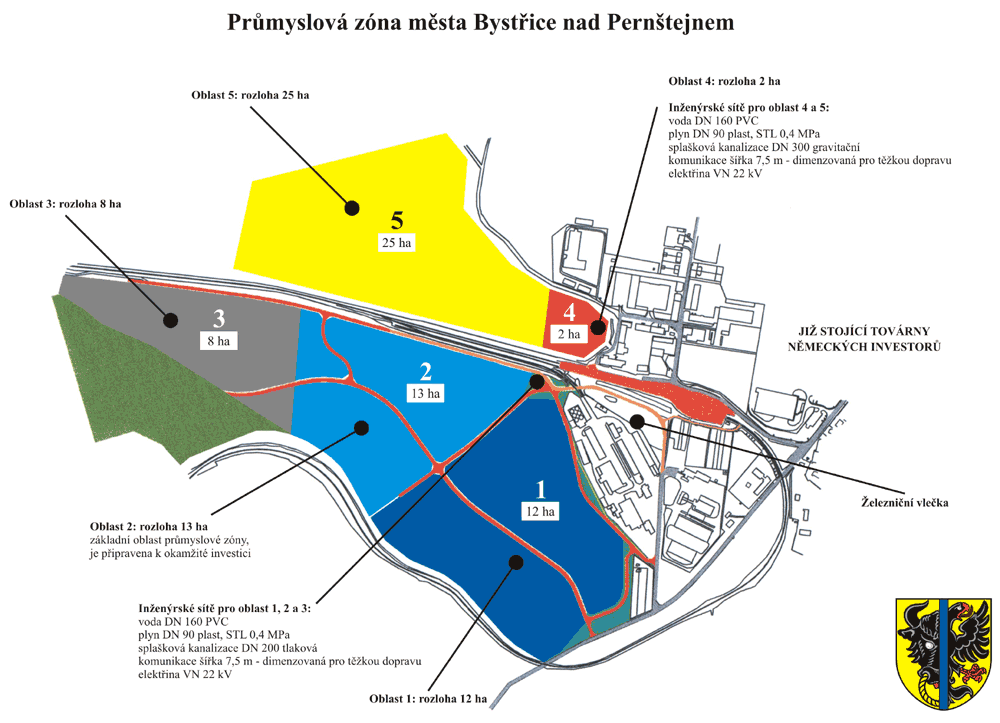 Průmyslová zóna města Bystřice nad Pernštejnem
Oblast 4: rozloha 2 ha
Inženýrské sítě pro oblast 4 a 5:
voda DN 160 PVC
plyn DN 90 plast, STL 0,4 MPa
splašková kanalizace DN 300 gravitační
komunikace šířka 7,5 m - dimenzovaná pro těžkou dopravu
elektřina VN 22 kV
Oblast 5: rozloha 25 ha
Oblast 3: rozloha 8 ha
5
25 ha
4
2 ha
3
8 ha
JIŽ STOJÍCÍ TOVÁRNY
NĚMECKÝCH INVESTORŮ
2
13 ha
1
12 ha
Železniční vlečka
Oblast 2: rozloha 13 ha
základní oblast průmyslové zóny,
je připravena k okamžité investici
Inženýrské sítě pro oblast 1, 2 a 3:
voda DN 160 PVC
plyn DN 90 plast, STL 0,4 MPa
splašková kanalizace DN 200 tlaková
komunikace šířka 7,5 m - dimenzovaná pro těžkou dopravu
elektřina VN 22 kV
Oblast 1: rozloha 12 ha